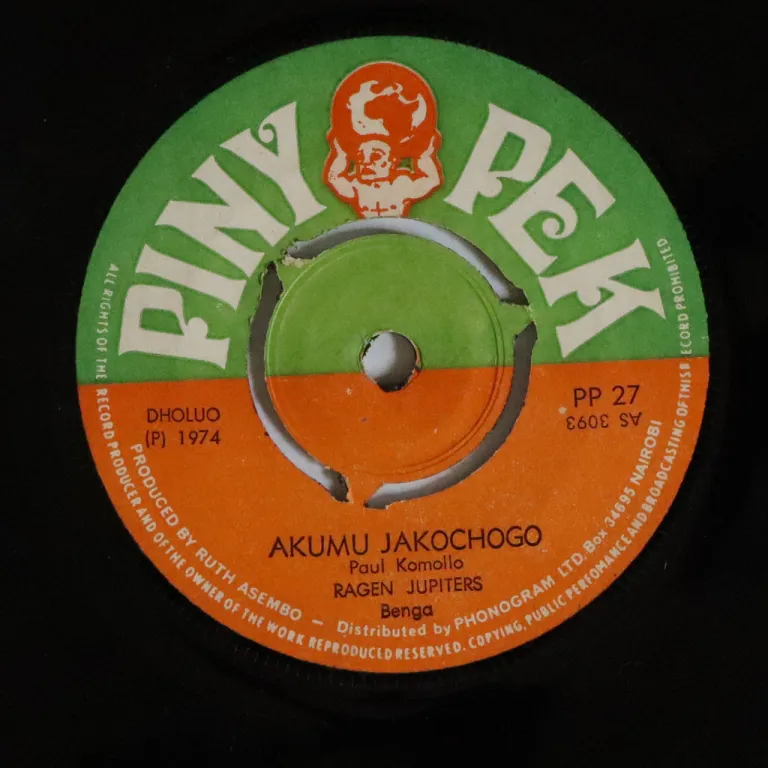 PINY PEK
DHOLUO
(P) 1974
PP 27
AS 3093
AKUMU JAKOCHOGO
Paul Komollo
RAGEN JUPITERS
Benga
PRODUCED BY RUTH ASEMBO – Distributed by PHONOGRAM LTD. Box 34695 NAIROBI
ALL RIGHTS OF THE RECORD PRODUCER AND OF THE OWNER OF THE WORK REPRODUCED RESERVED. COPYING, PUBLIC PERFOMANCE AND BROADCASTING OF THIS RECORD PROHIBITED